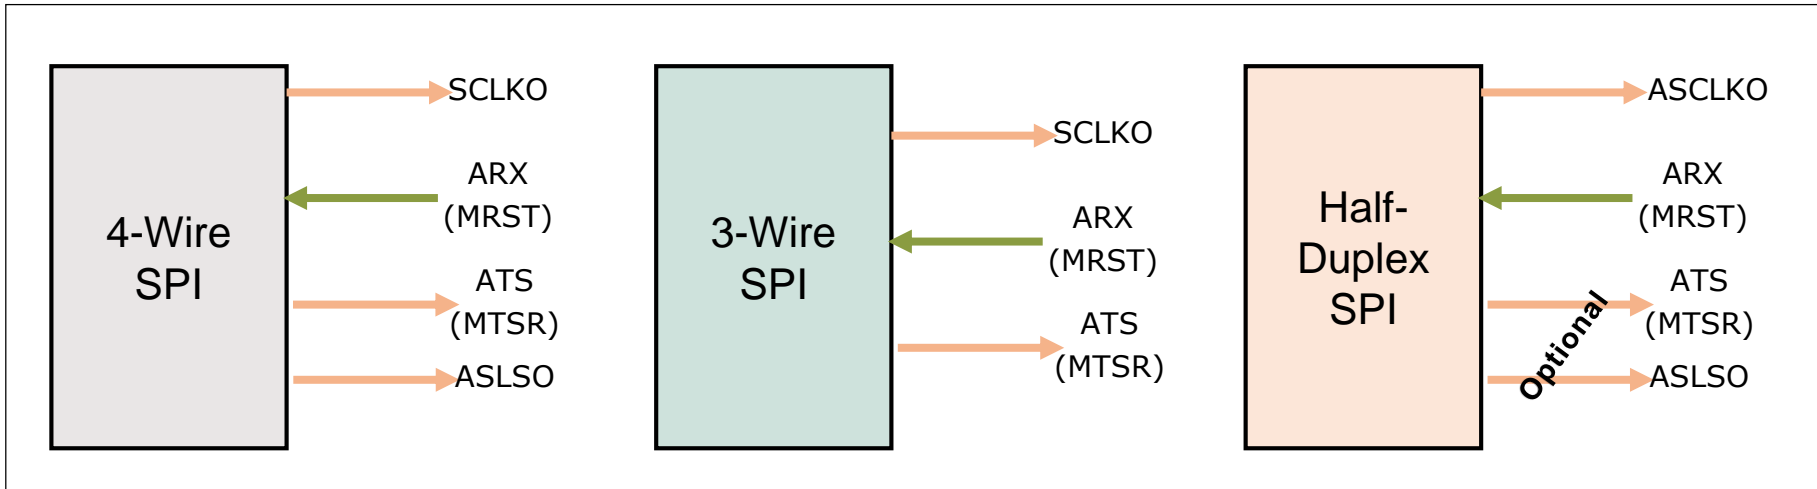 4-Wire
SPI
SCLKO
ARX
(MRST)
ATS
(MTSR)
ASLSO
3-Wire
SPI
SCLKO
ARX
(MRST)
ATS
(MTSR)
Half-
Duplex
SPI
ASCLKO
ARX
(MRST)
ATS
(MTSR)
Optional
ASLSO